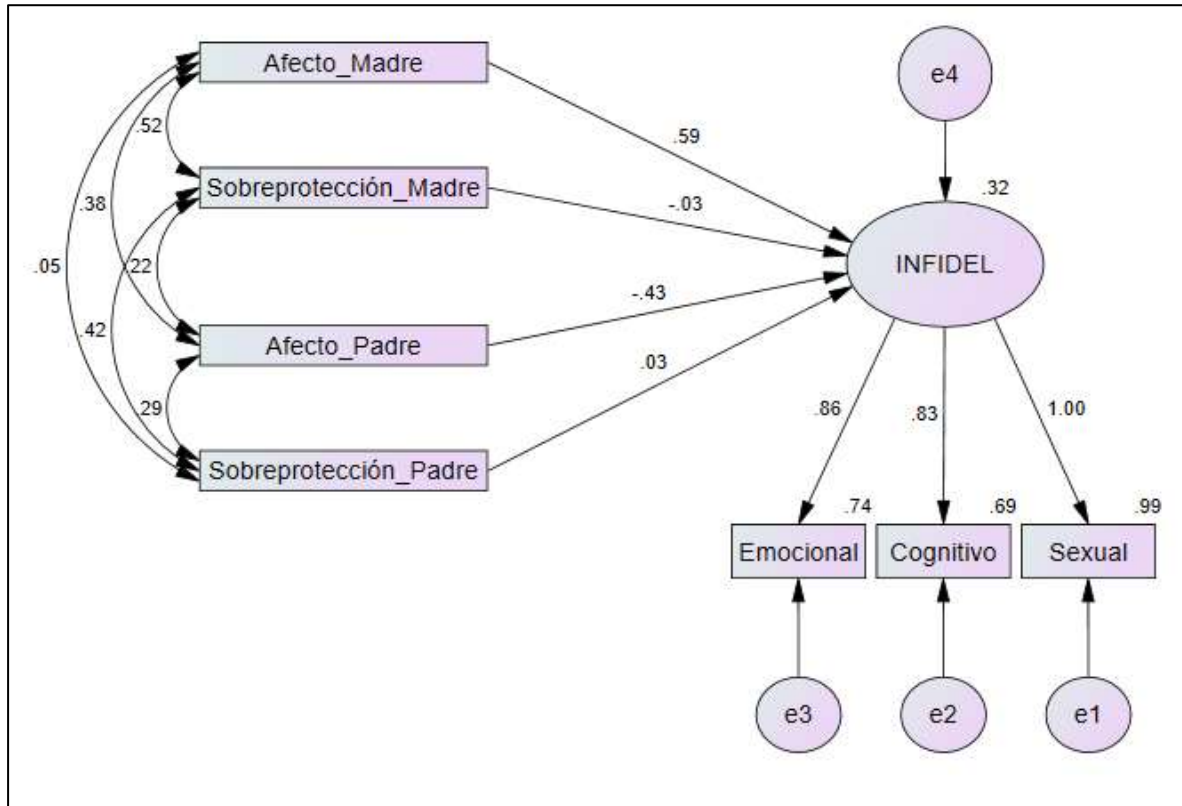 Afecto_Madre
e4
.52
.59
.32
Sobreprotección_Madre
.38
-.03
.05
.22
INFIDEL
-.43
.42
Afecto_Padre
.03
.29
.86
.83
1.00
Sobreprotección_Padre
.74
.69
.99
Emocional
Cognitivo
Sexual
e3
e2
e1